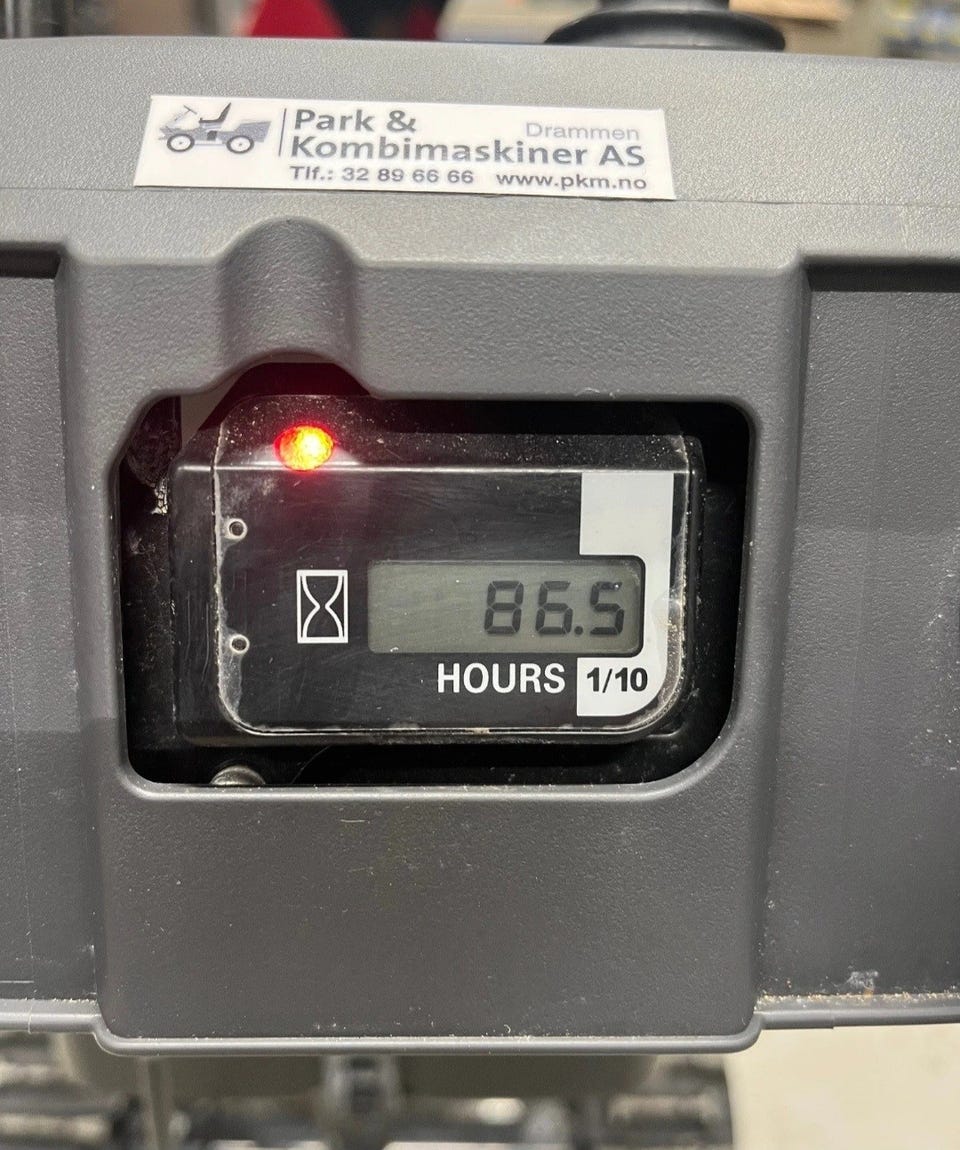 Park & Drammen
Kombimaskiner AS
Tlf.: 32 89 66 66 www.pkm.no
86.5
HOURS 1/10